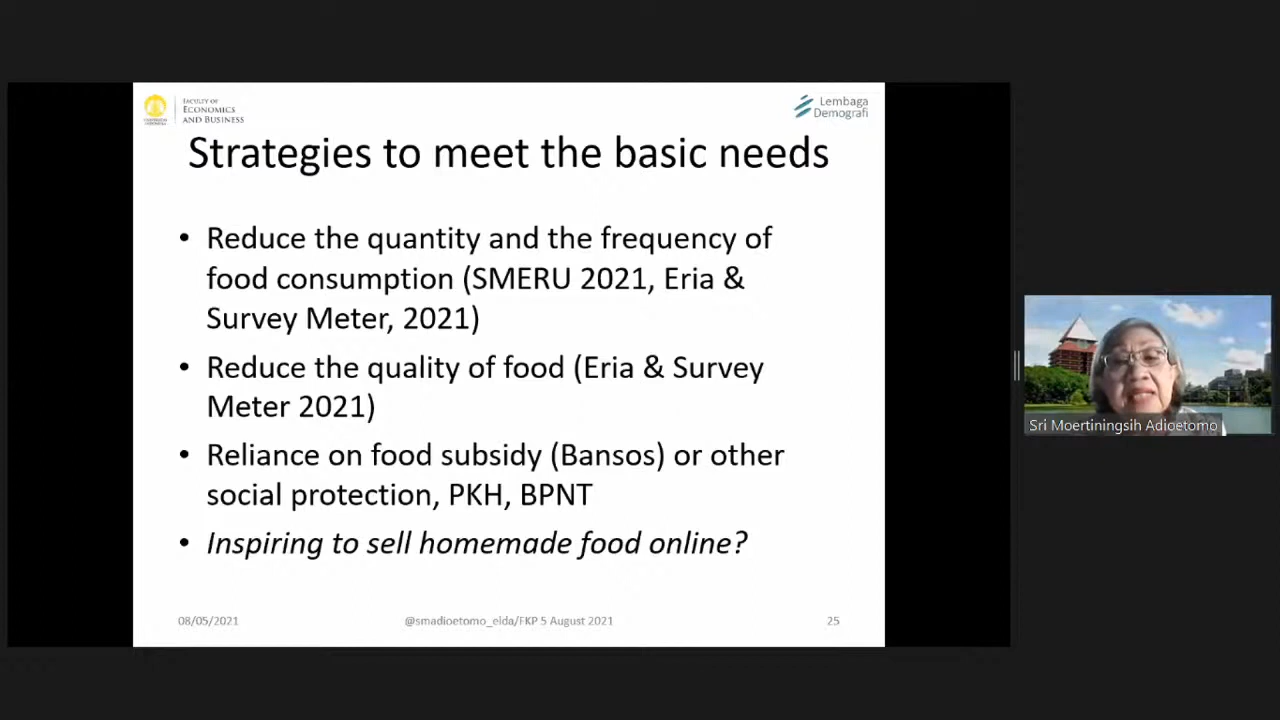 FACULTY OF
ECONOMICS
AND BUSINESS
Lembaga
Demografi
Strategies to meet the basic needs
• Reduce the quantity and the frequency of
food consumption (SMERU 2021, Eria &
Survey Meter, 2021)
• Reduce the quality of food (Eria & Survey
Meter 2021)
• Reliance on food subsidy (Bansos) or other
social protection, PKH, BPNT
• Inspiring to sell homemade food online?
08/05/2021
@smadioetomo_elda/FKP 5 August 2021
25
Sri Moertiningsih Adioetomo